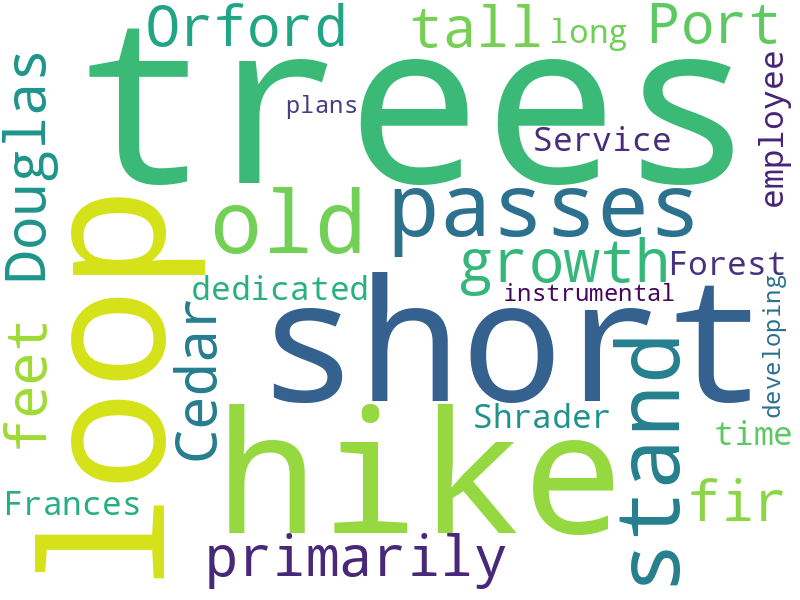 Orford
tall
long
Port
trees
plans
Service
employee
Douglas
old
passes
growth
Forest
dedicated
instrumental
loop
short
developing
Cedar
feet
stand
Shrader
time
hike
Frances
fir
primarily